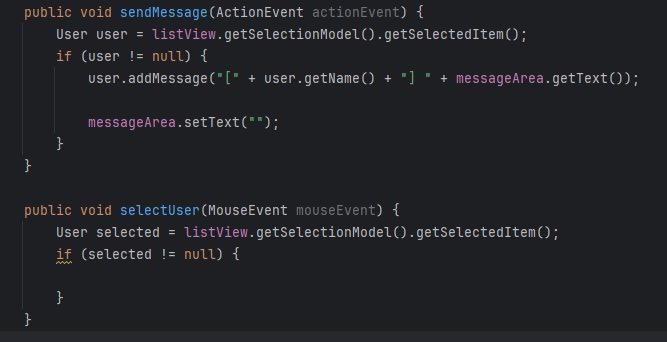 public void sendMessage(ActionEvent actionEvent) {
    User user = listView.getSelectionModel().getSelectedItem();
    if (user != null) {
        user.addMessage("[" + user.getName() + "] " + messageArea.getText());

        messageArea.setText("");
    }
}

public void selectUser(MouseEvent mouseEvent) {
    User selected = listView.getSelectionModel().getSelectedItem();
    if (selected != null) {

    }
}